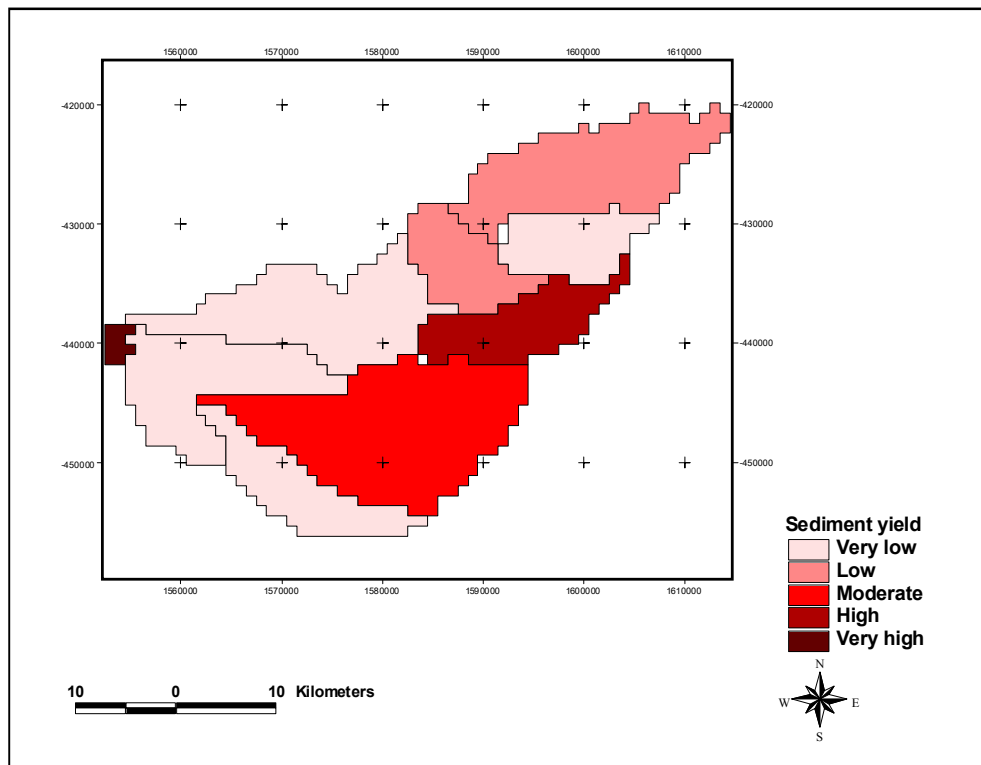 1560000 1570000 1580000 1590000 1600000 1610000
-420000 -420000
-430000 -430000
-440000 -440000
-450000 -450000
1560000 1570000 1580000 1590000 1600000 1610000
Sediment yield
Very low
Low
Moderate
High
Very high
10 0 10 Kilometers
N
W E
S